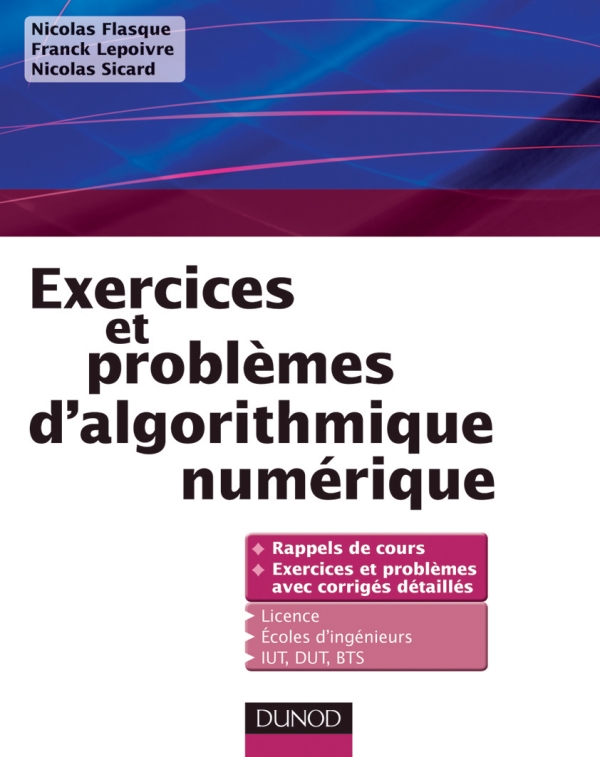 Nicolas Flasque
Franck Lepoivre
Nicolas Sicard
Exercices
et
problèmes
d’algorithmique
numérique
Rappels de cours
Exercices et problèmes
avec corrigés détaillés
Licence
Écoles d’ingénieurs
IUT, DUT, BTS
DUNOD